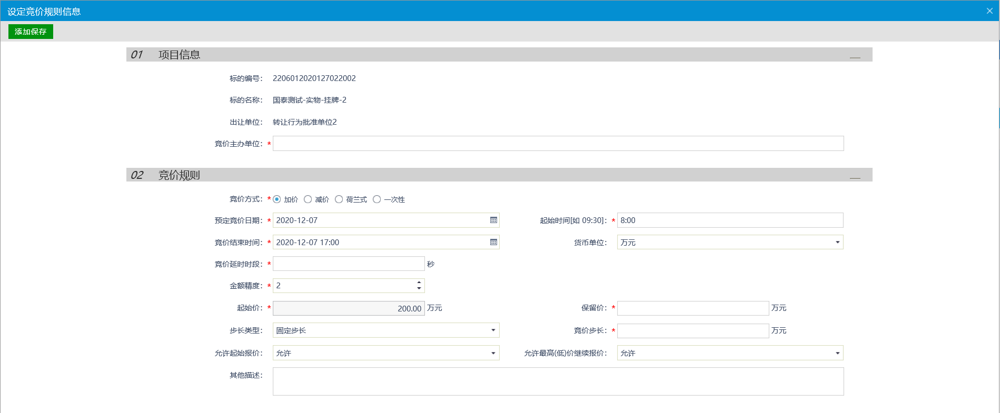 设定竞价规则信息
添加保存
01 项目信息
标的编号： 2206012020127022002
标的名称： 国泰测试-实物-挂牌-2
出让单位： 转让行为批准单位2
竞价主办单位：*
02 竞价规则
竞价方式：* 加价 减价 荷兰式 一次性
预定竞价日期：* 2020-12-07 起始时间[如 09:30]：* 8:00
竞价结束时间：* 2020-12-07 17:00 货币单位： 万元
竞价延时时段：* 秒
金额精度：* 2
起始价：* 200.00 万元 保留价：* 万元
步长类型： 固定步长 竞价步长：* 万元
允许起始报价： 允许 允许最高(低)价继续报价： 允许
其他描述：